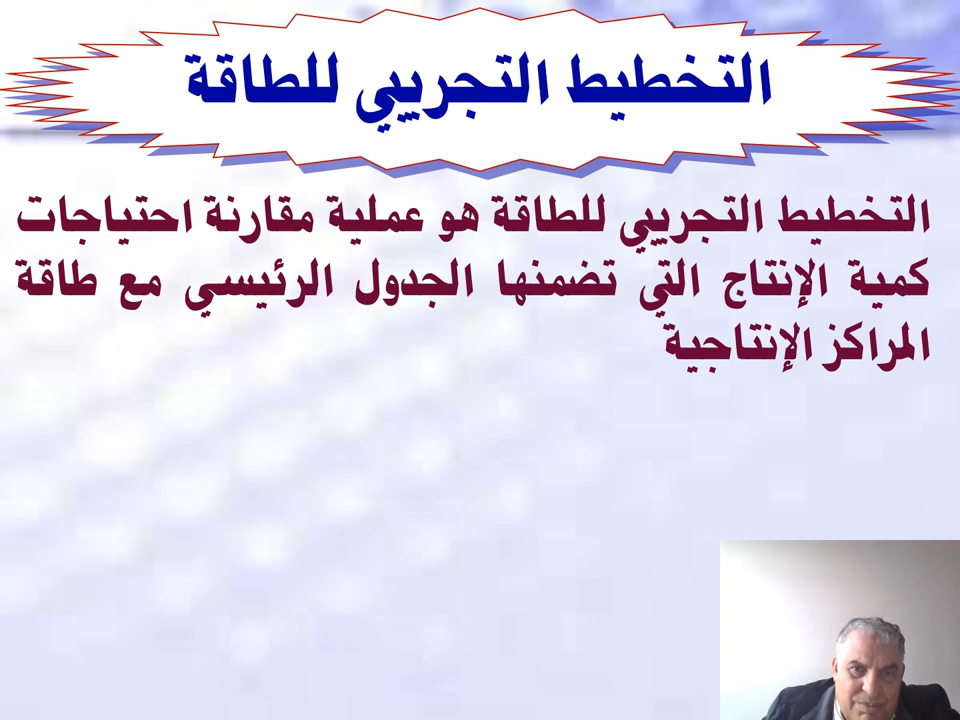 التخطيط التجريبي للطاقة
التخطيط التجريبي للطاقة هو عملية مقارنة احتياجات
كمية الإنتاج التي تضمنها الجدول الرئيسي مع طاقة
المراكز الإنتاجية